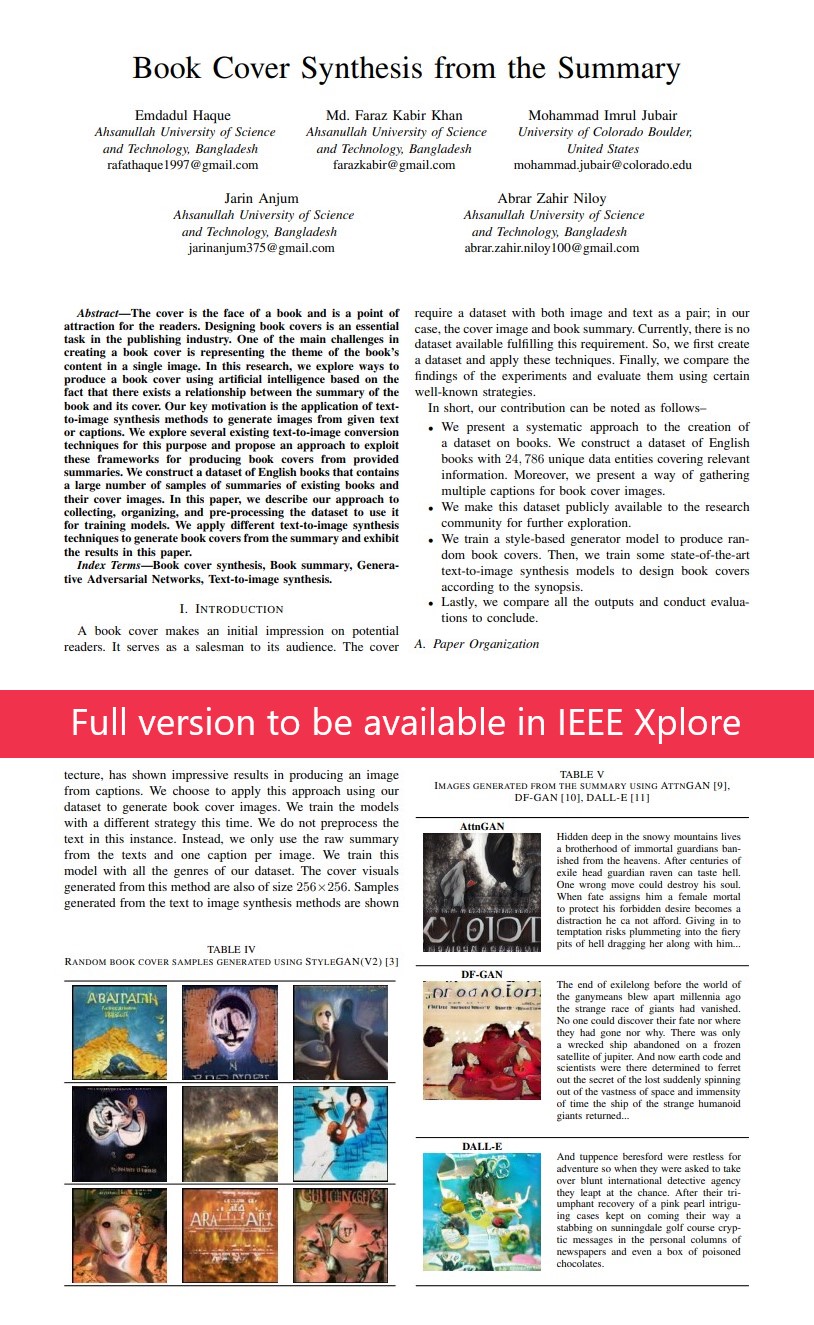 Book Cover Synthesis from the Summary
Emdadul Haque
Ahsanullah University of Science
and Technology, Bangladesh
rafathaque1997@gmail.com
Md. Faraz Kabir Khan
Ahsanullah University of Science
and Technology, Bangladesh
farazkabir@gmail.com
Mohammad Imrul Jubair
University of Colorado Boulder,
United States
mohammad.jubair@colorado.edu
Jarin Anjum
Ahsanullah University of Science
and Technology, Bangladesh
jarinanjum375@gmail.com
Abrar Zahir Niloy
Ahsanullah University of Science
and Technology, Bangladesh
abrar.zahir.niloy100@gmail.com
Abstract—The cover is the face of a book and is a point of
attraction for the readers. Designing book covers is an essential
task in the publishing industry. One of the main challenges in
creating a book cover is representing the theme of the book's
content in a single image. In this research, we explore ways to
produce a book cover using artificial intelligence based on the
fact that there exists a relationship between the summary of the
book and its cover. Our key motivation is the application of text-
to-image synthesis methods to generate images from given text
or captions. We explore several existing text-to-image conversion
techniques for this purpose and propose an approach to exploit
these frameworks for producing book covers from provided
summaries. We construct a dataset of English books that contains
a large number of samples of summaries of existing books and
their cover images. In this paper, we describe our approach to
collecting, organizing, and pre-processing the dataset to use it
for training models. We apply different text-to-image synthesis
techniques to generate book covers from the summary and exhibit
the results in this paper.
Index Terms—Book cover synthesis, Book summary, Genera-
tive Adversarial Networks, Text-to-image synthesis.
I. INTRODUCTION
A book cover makes an initial impression on potential
readers. It serves as a salesman to its audience. The cover
require a dataset with both image and text as a pair; in our
case, the cover image and book summary. Currently, there is no
dataset available fulfilling this requirement. So, we first create
a dataset and apply these techniques. Finally, we compare the
findings of the experiments and evaluate them using certain
well-known strategies.
In short, our contribution can be noted as follows–
• We present a systematic approach to the creation of
a dataset on books. We construct a dataset of English
books with 24,786 unique data entities covering relevant
information. Moreover, we present a way of gathering
multiple captions for book cover images.
• We make this dataset publicly available to the research
community for further exploration.
• We train a style-based generator model to produce ran-
dom book covers. Then, we train some state-of-the-art
text-to-image synthesis models to design book covers
according to the synopsis.
• Lastly, we compare all the outputs and conduct evalua-
tions to conclude.
A. Paper Organization
Full version to be available in IEEE Xplore
tecture, has shown impressive results in producing an image
from captions. We choose to apply this approach using our
dataset to generate book cover images. We train the models
with a different strategy this time. We do not preprocess the
text in this instance. Instead, we only use the raw summary
from the texts and one caption per image. We train this
model with all the genres of our dataset. The cover visuals
generated from this method are also of size 256×256. Samples
generated from the text to image synthesis methods are shown
TABLE IV
RANDOM BOOK COVER SAMPLES GENERATED USING STYLEGAN(V2) [3]
TABLE V
IMAGES GENERATED FROM THE SUMMARY USING ATTNGAN [9],
DF-GAN [10], DALL-E [11]
AttnGAN
Hidden deep in the snowy mountains lives
a brotherhood of immortal guardians ban-
ished from the heavens. After centuries of
exile head guardian raven can taste hell.
One wrong move could destroy his soul.
When fate assigns him a female mortal
to protect his forbidden desire becomes a
distraction he ca not afford. Giving in to
temptation risks plummeting into the fiery
pits of hell dragging her along with him...
DF-GAN
The end of exilelong before the world of
the ganymeans blew apart millennia ago
the strange race of giants had vanished.
No one could discover their fate nor where
they had gone nor why. There was only
a wrecked ship abandoned on a frozen
satellite of jupiter. And now earth code and
scientists were there determined to ferret
out the secret of the lost suddenly spinning
out of the vastness of space and immensity
of time the ship of the strange humanoid
giants returned...
DALL-E
And tuppence beresford were restless for
adventure so when they were asked to take
over blunt international detective agency
they leapt at the chance. After their tri-
umphant recovery of a pink pearl intrigu-
ing cases kept on coming their way a
stabbing on sunningdale golf course cryp-
tic messages in the personal columns of
newspapers and even a box of poisoned
chocolates.